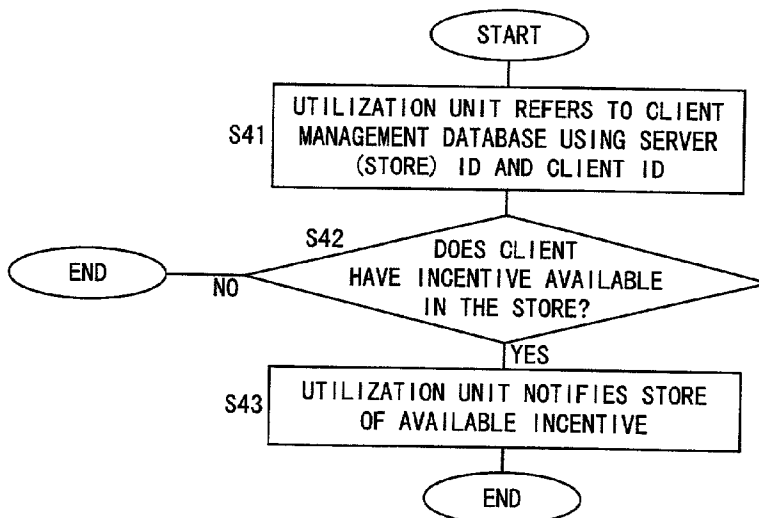 START
S41
UTILIZATION UNIT REFERS TO CLIENT
MANAGEMENT DATABASE USING SERVER
(STORE) ID AND CLIENT ID
S42
DOES CLIENT
HAVE INCENTIVE AVAILABLE
IN THE STORE?
END
NO
YES
S43
UTILIZATION UNIT NOTIFIES STORE
OF AVAILABLE INCENTIVE
END